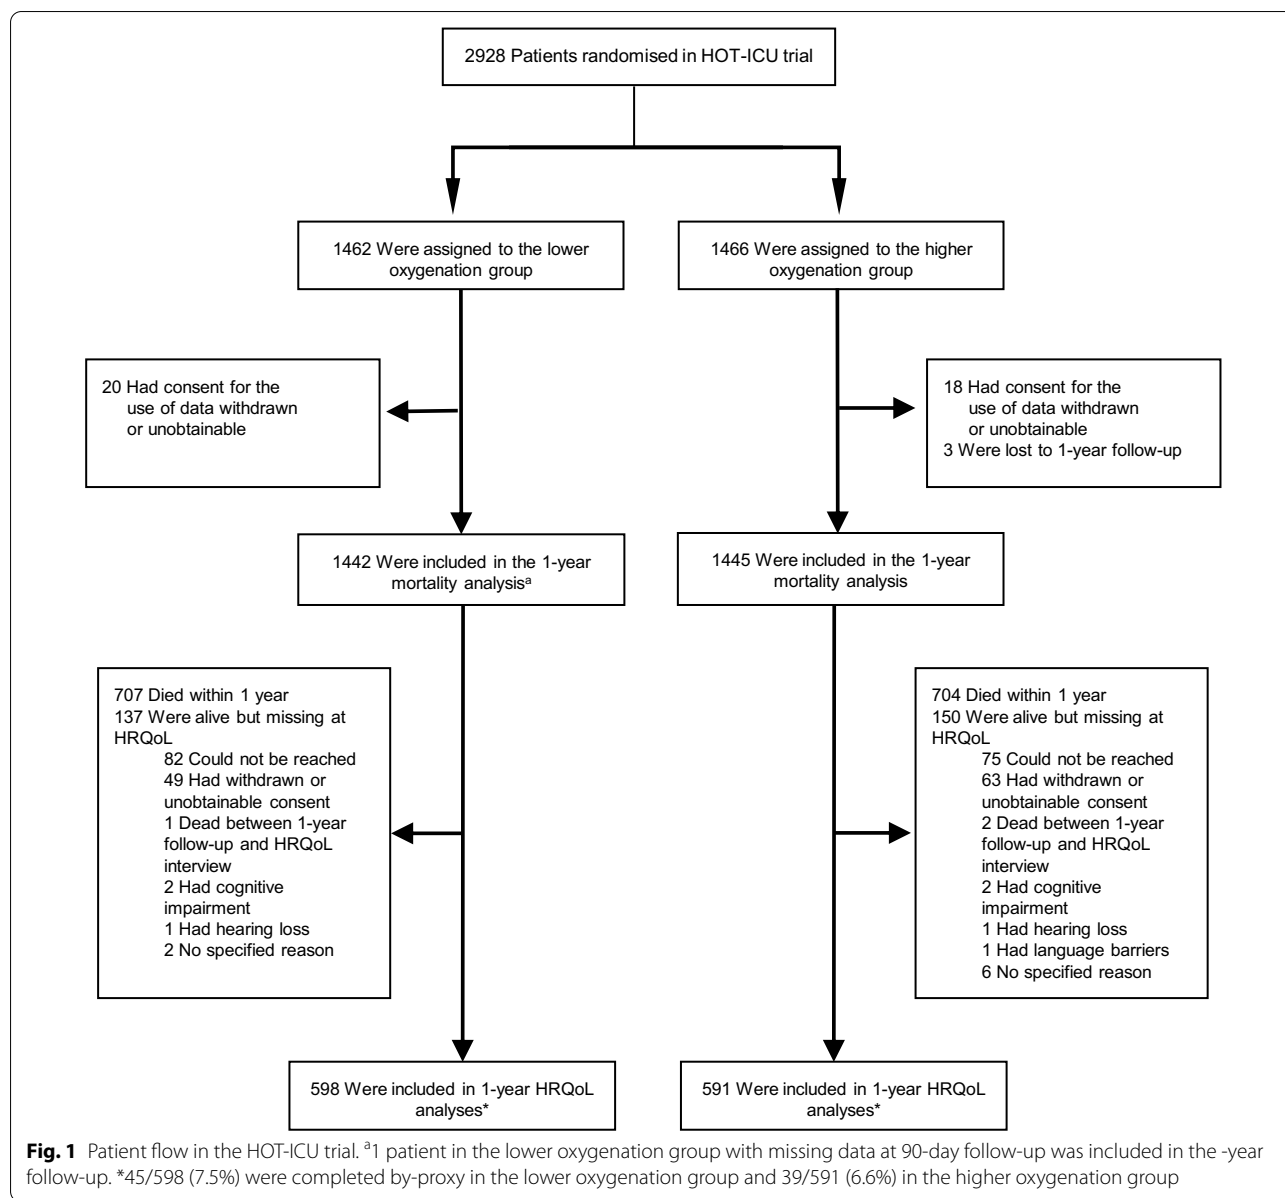 2928 Patients randomised in HOT-ICU trial
1462 Were assigned to the lower
oxygenation group
1466 Were assigned to the higher
oxygenation group
20 Had consent for the
use of data withdrawn
or unobtainable
18 Had consent for the
use of data withdrawn
or unobtainable
3 Were lost to 1-year follow-up
1442 Were included in the 1-year
mortality analysisᵃ
1445 Were included in the 1-year
mortality analysis
707 Died within 1 year
137 Were alive but missing at
HRQoL
82 Could not be reached
49 Had withdrawn or
unobtainable consent
1 Dead between 1-year
follow-up and HRQoL
interview
2 Had cognitive
impairment
1 Had hearing loss
2 No specified reason
704 Died within 1 year
150 Were alive but missing at
HRQoL
75 Could not be reached
63 Had withdrawn or
unobtainable consent
2 Dead between 1-year
follow-up and HRQoL
interview
2 Had cognitive
impairment
1 Had hearing loss
1 Had language barriers
6 No specified reason
598 Were included in 1-year HRQoL
analyses*
591 Were included in 1-year HRQoL
analyses*
Fig. 1 Patient flow in the HOT-ICU trial. ᵃ1 patient in the lower oxygenation group with missing data at 90-day follow-up was included in the -year
follow-up. *45/598 (7.5%) were completed by-proxy in the lower oxygenation group and 39/591 (6.6%) in the higher oxygenation group